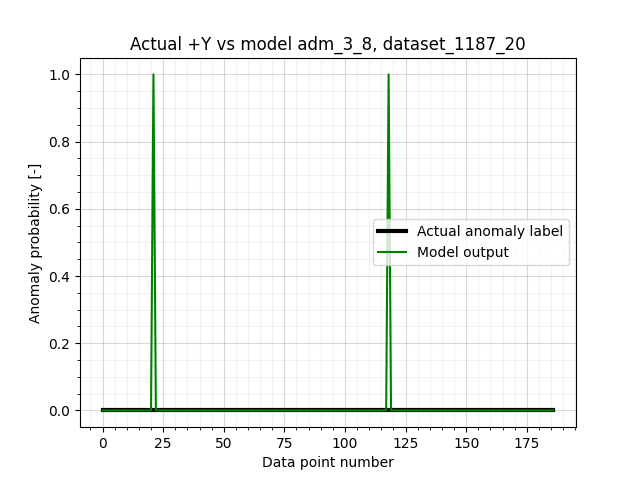 Actual +Y vs model adm_3_8, dataset_1187_20
1.0
0.8
0.6
0.4
0.2
0.0
Anomaly probability [-]
Actual anomaly label
Model output
0 25 50 75 100 125 150 175
Data point number